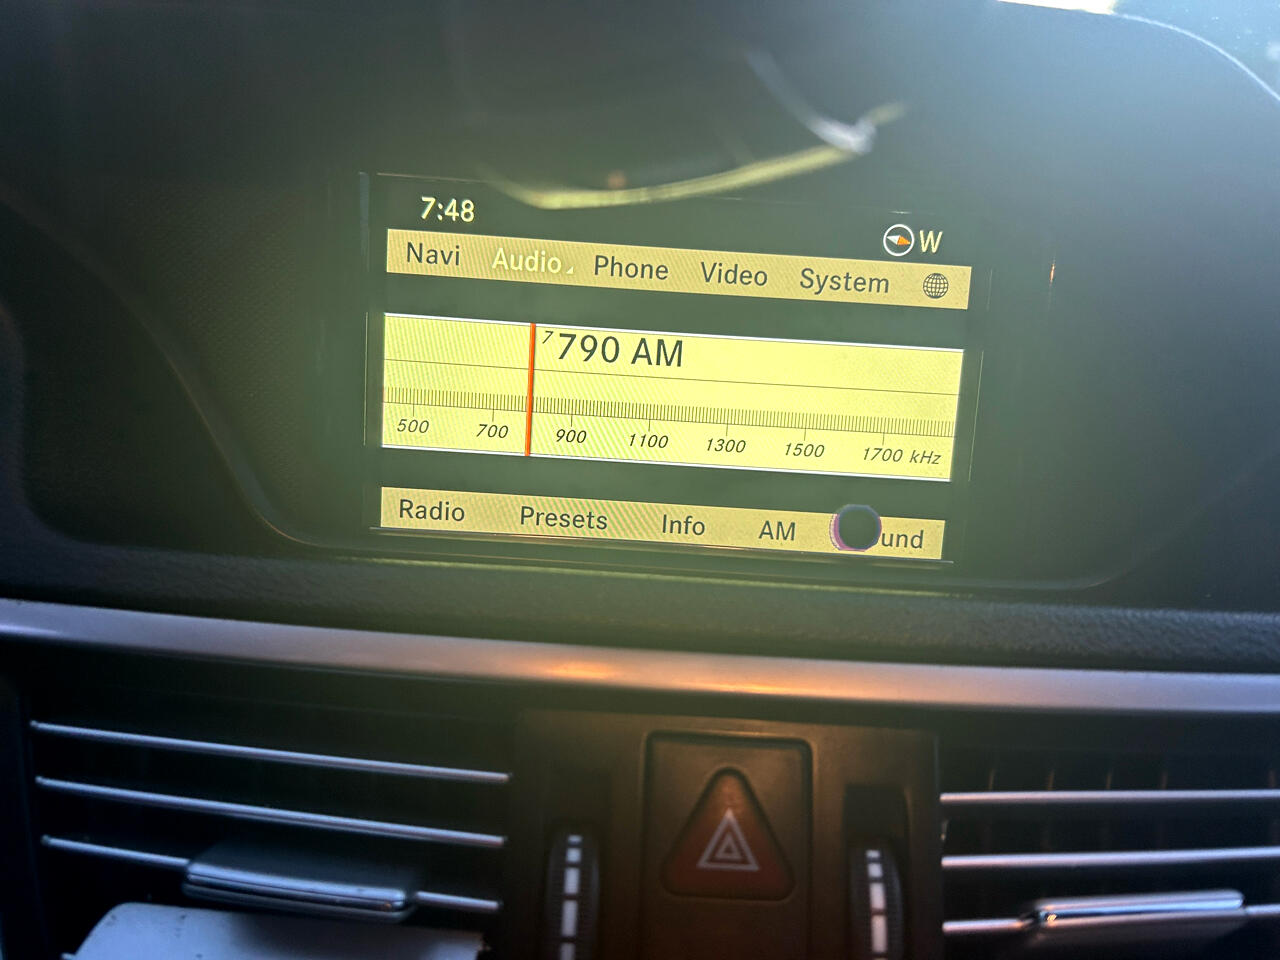 7:48
W
Navi Audio Phone Video System
7 790 AM
500 700 900 1100 1300 1500 1700 kHz
Radio Presets Info AM und